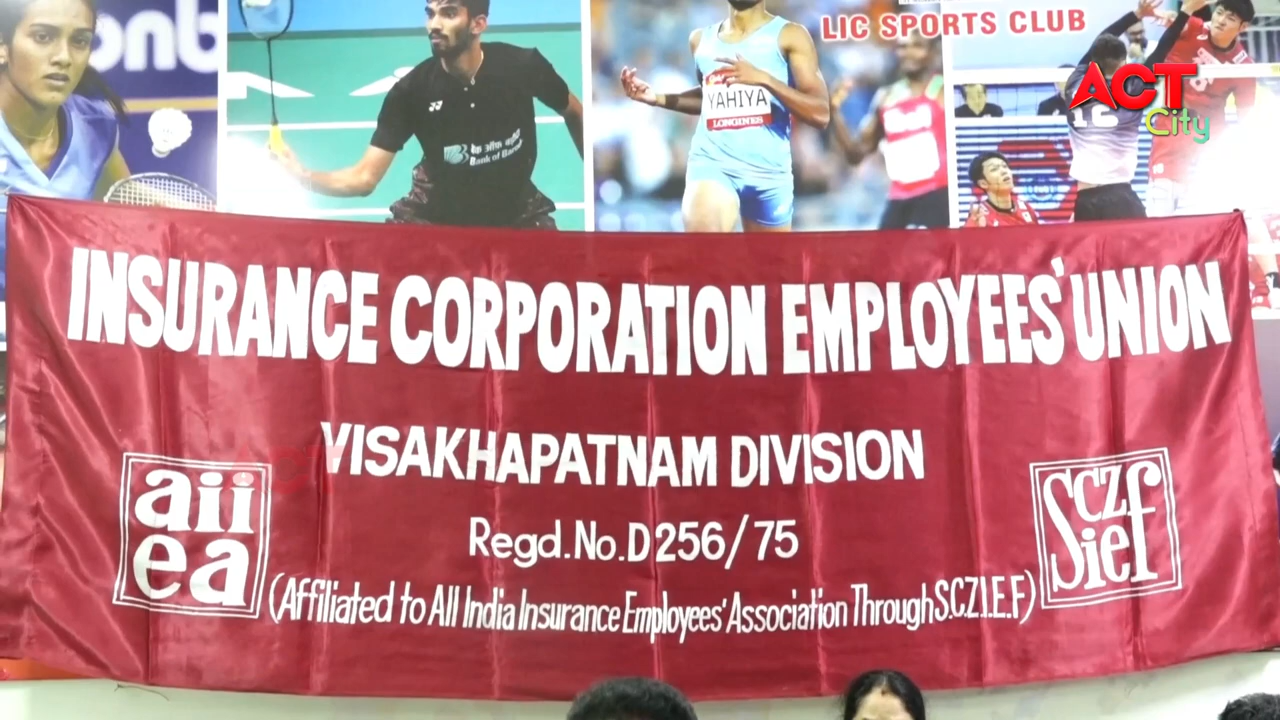 LIC SPORTS CLUB
ACT
City
YAHIYA
LONGINES
Bank of Baroda
INSURANCE CORPORATION EMPLOYEES' UNION
VISAKHAPATNAM DIVISION
Regd.No.D 256/75
(Affiliated to All India Insurance Employees' Association Through S.C.Z.I.E.F)
aii
ea
SCZ
ief